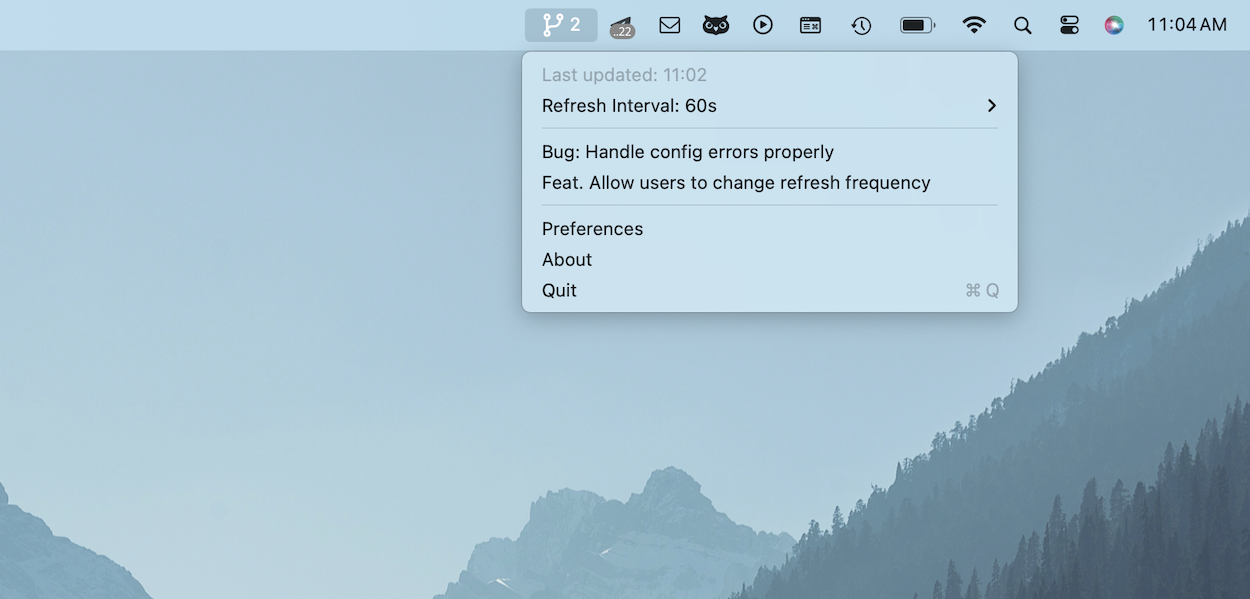 2 ..22 11:04 AM
Last updated: 11:02
Refresh Interval: 60s
Bug: Handle config errors properly
Feat. Allow users to change refresh frequency
Preferences
About
Quit ⌘ Q